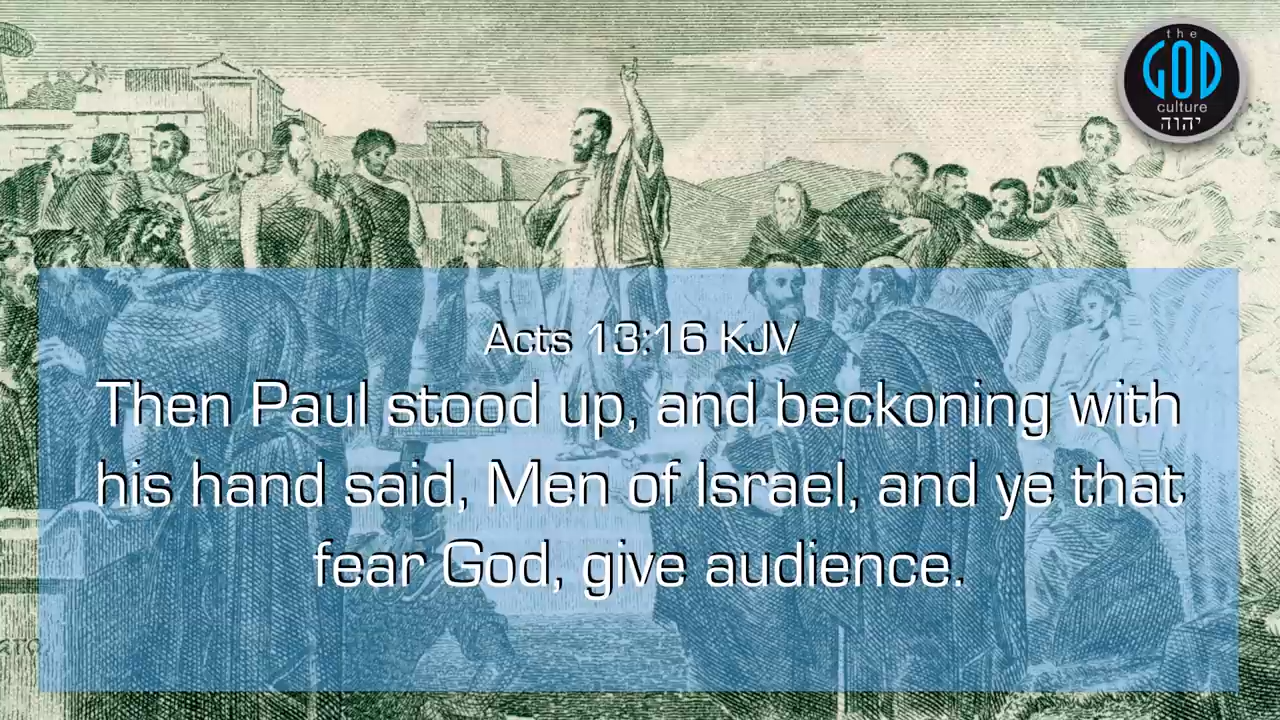 the
GOD
culture
יהוה
Acts 13:16 KJV
Then Paul stood up, and beckoning with
his hand said, Men of Israel, and ye that
fear God, give audience.